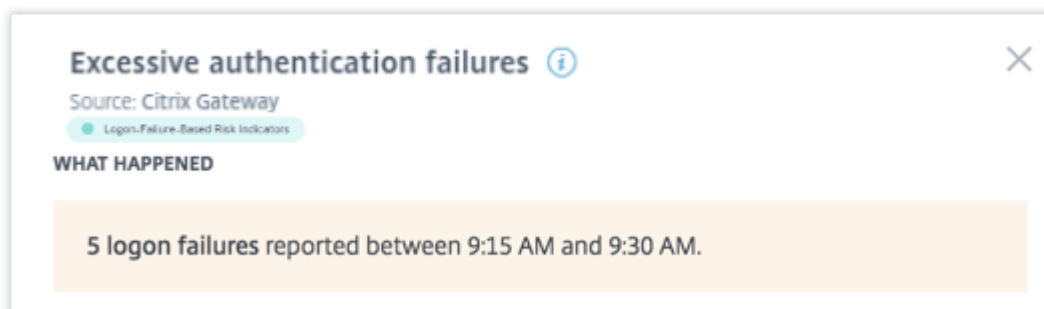 Excessive authentication failures
Source: Citrix Gateway
Logon-Failure-Based Risk Indicators
WHAT HAPPENED
5 logon failures reported between 9:15 AM and 9:30 AM.